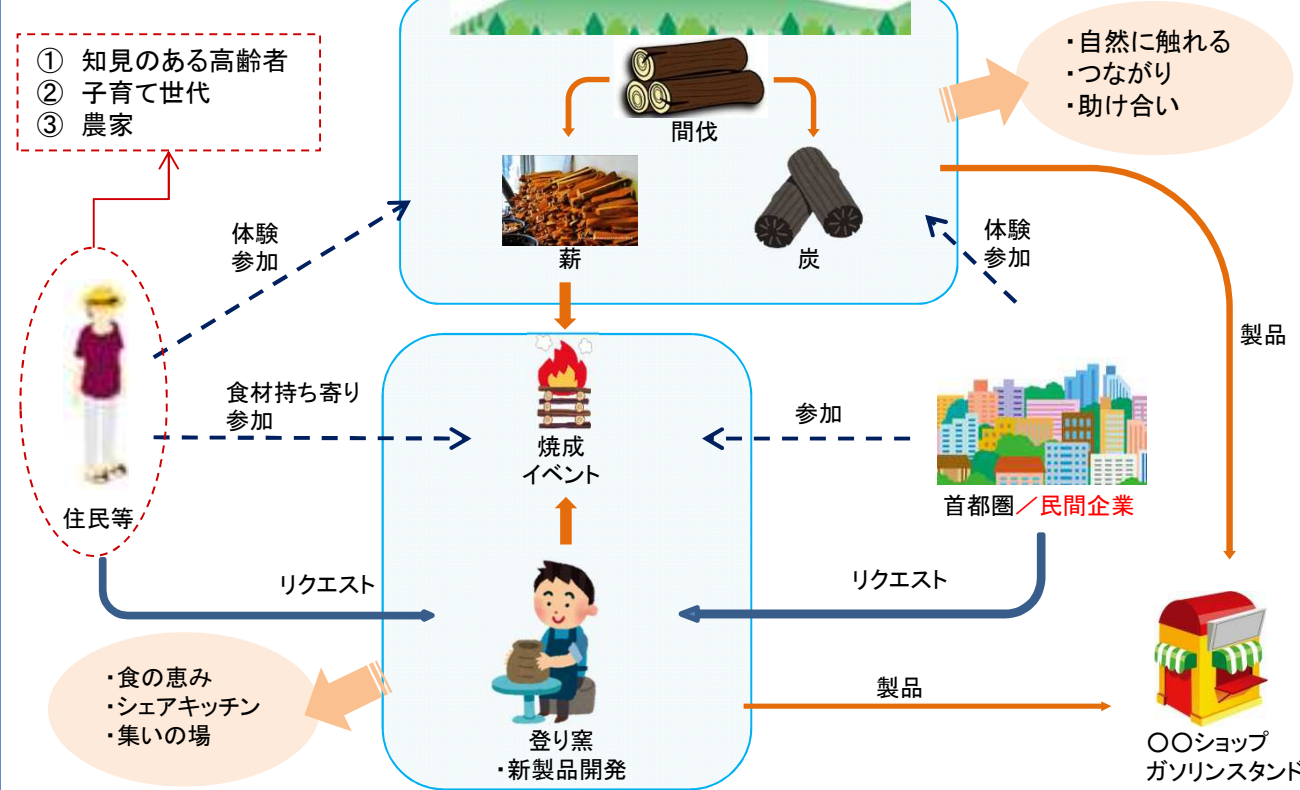 ① 知見のある高齢者
② 子育て世代
③ 農家
・自然に触れる
・つながり
・助け合い
間伐
薪
炭
体験
参加
体験
参加
製品
食材持ち寄り
参加
参加
焼成
イベント
住民等
首都圏／民間企業
リクエスト
リクエスト
・食の恵み
・シェアキッチン
・集いの場
製品
登り窯
・新製品開発
〇〇ショップ
ガソリンスタンド